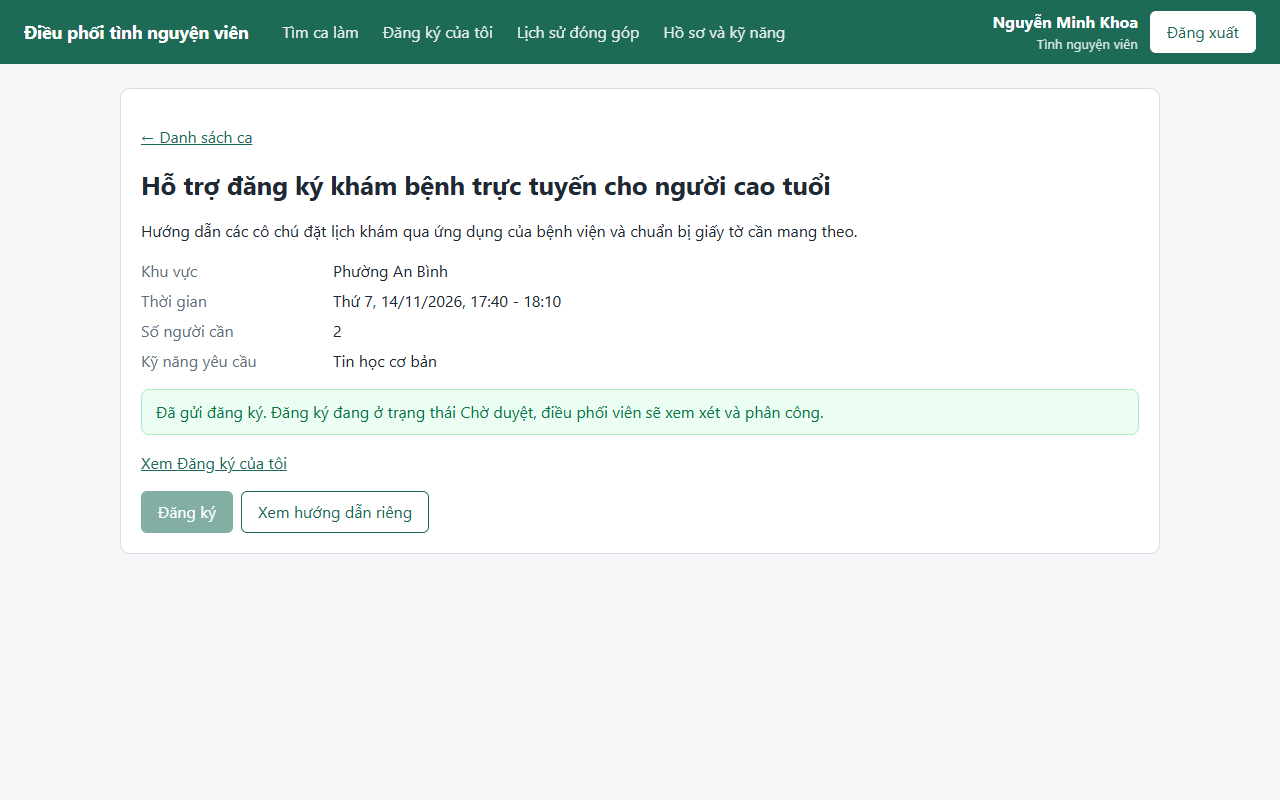 Điều phối tình nguyện viên
Tìm ca làm
Đăng ký của tôi
Lịch sử đóng góp
Hồ sơ và kỹ năng
Nguyễn Minh Khoa
Tình nguyện viên
Đăng xuất
← Danh sách ca
Hỗ trợ đăng ký khám bệnh trực tuyến cho người cao tuổi
Hướng dẫn các cô chú đặt lịch khám qua ứng dụng của bệnh viện và chuẩn bị giấy tờ cần mang theo.
Khu vực Phường An Bình
Thời gian Thứ 7, 14/11/2026, 17:40 - 18:10
Số người cần 2
Kỹ năng yêu cầu Tin học cơ bản
Đã gửi đăng ký. Đăng ký đang ở trạng thái Chờ duyệt, điều phối viên sẽ xem xét và phân công.
Xem Đăng ký của tôi
Đăng ký
Xem hướng dẫn riêng